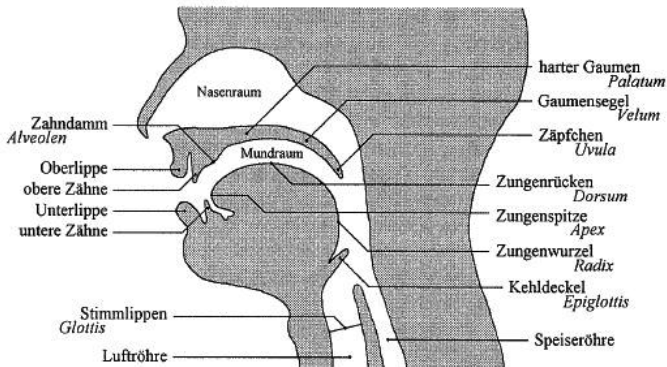 Nasenraum
Mundraum
Zahndamm
Alveolen
Oberlippe
obere Zähne
Unterlippe
untere Zähne
Stimmlippen
Glottis
Luftröhre
harter Gaumen
Palatum
Gaumensegel
Velum
Zäpfchen
Uvula
Zungenrücken
Dorsum
Zungenspitze
Apex
Zungenwurzel
Radix
Kehldeckel
Epiglottis
Speiseröhre